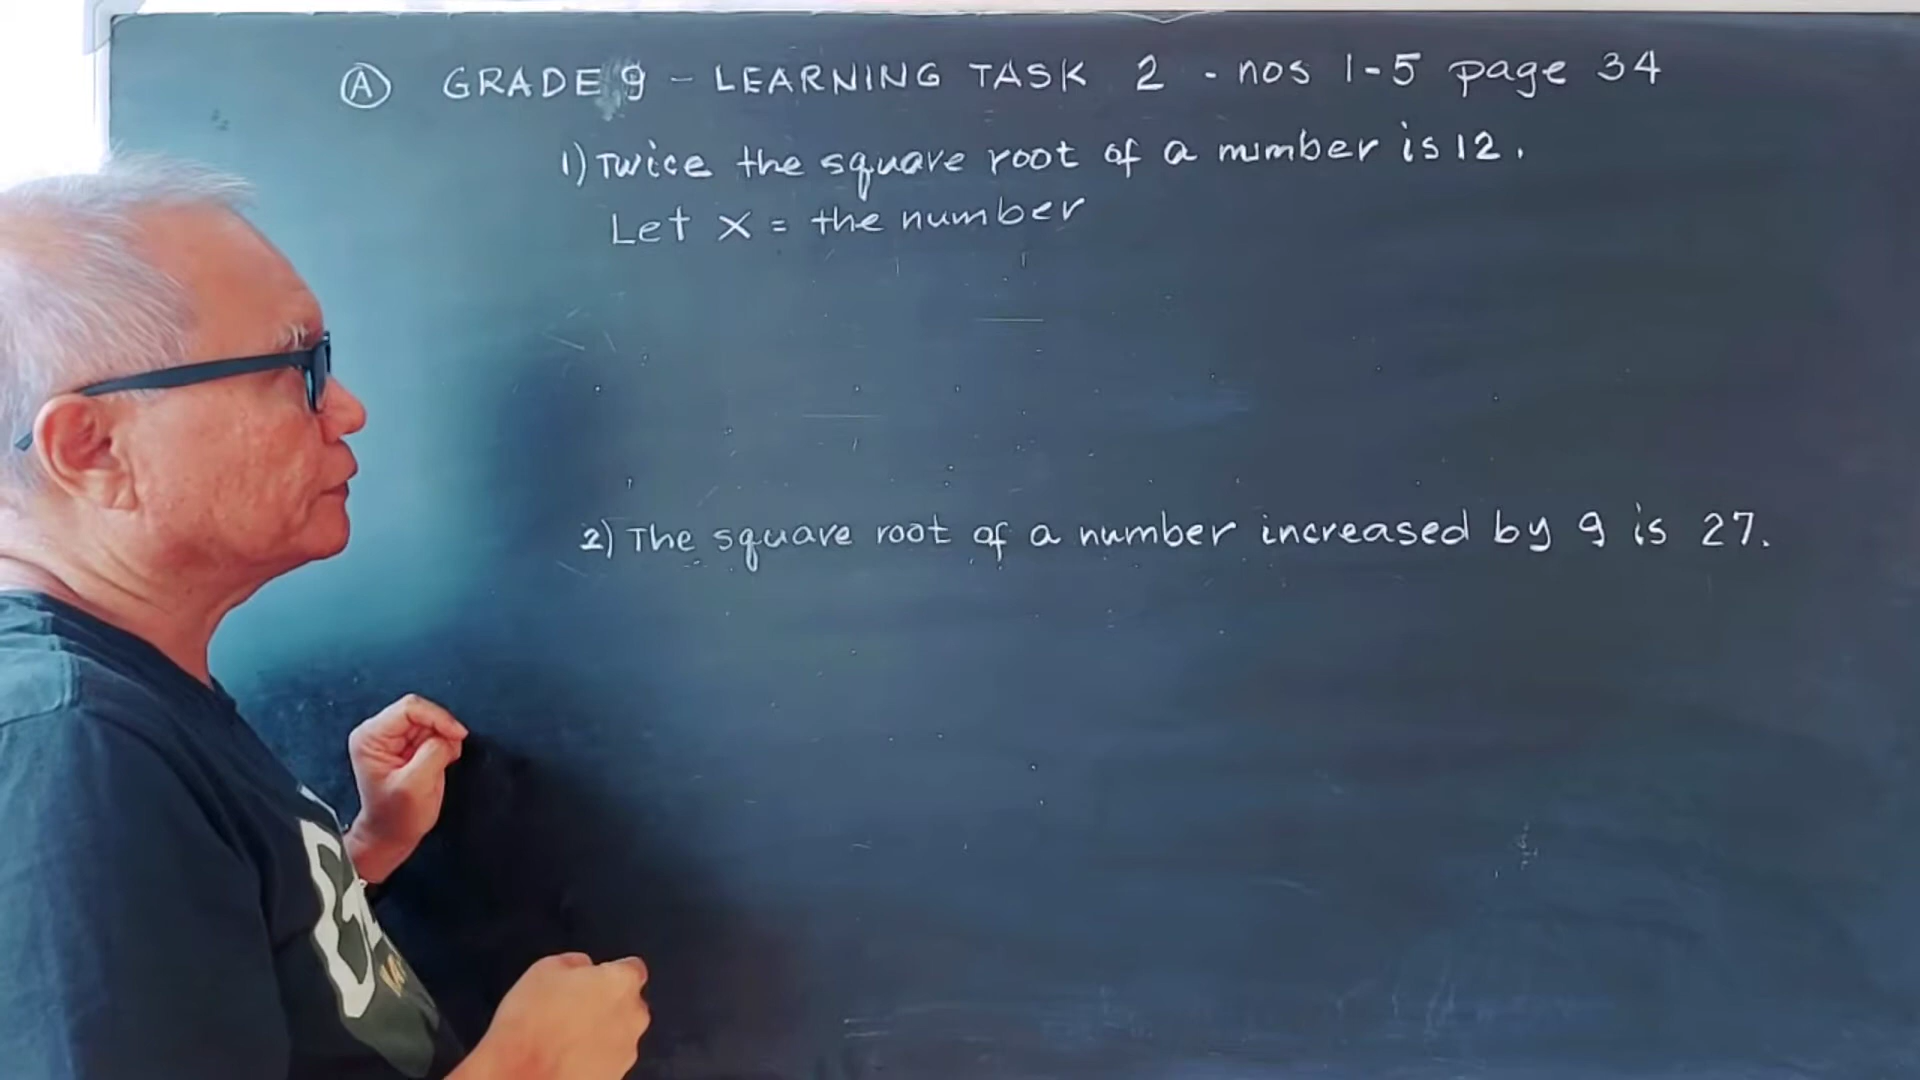 Ⓐ GRADE 9 - LEARNING TASK 2 - nos 1-5 page 34
1) Twice the square root of a number is 12.
Let x = the number
2) The square root of a number increased by 9 is 27.